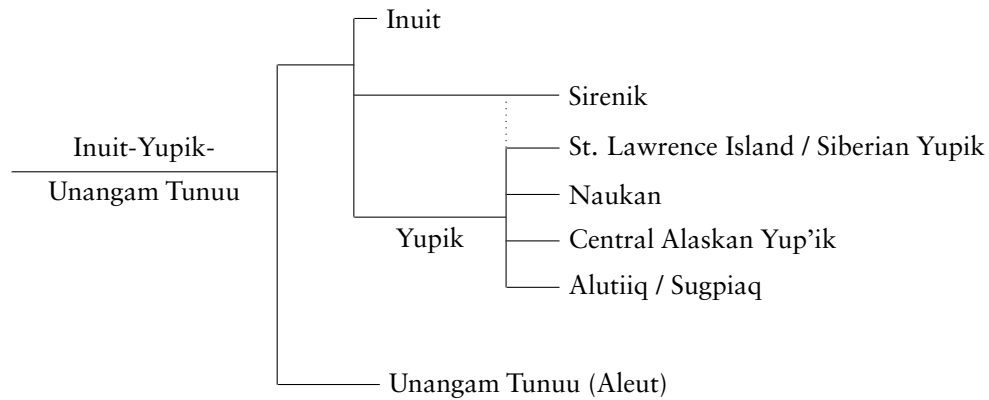 Inuit
Sirenik
Inuit-Yupik-
Unangam Tunuu
St. Lawrence Island / Siberian Yupik
Naukan
Yupik
Central Alaskan Yup’ik
Alutiiq / Sugpiaq
Unangam Tunuu (Aleut)